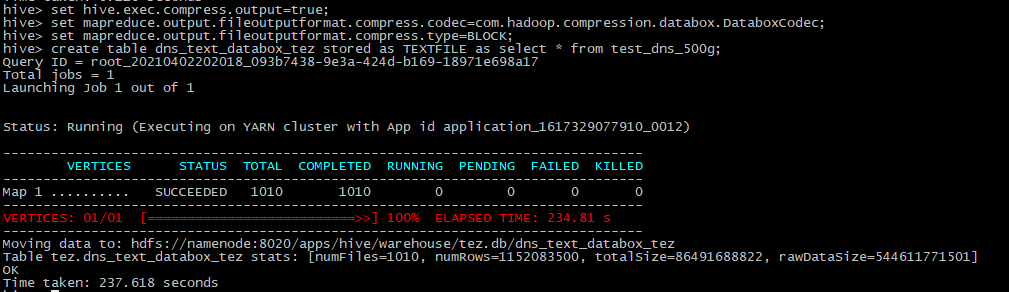 hive> set hive.exec.compress.output=true;
hive> set mapreduce.output.fileoutputformat.compress.codec=com.hadoop.compression.databox.DataboxCodec;
hive> set mapreduce.output.fileoutputformat.compress.type=BLOCK;
hive> create table dns_text_databox_tez stored as TEXTFILE as select * from test_dns_500g;
Query ID = root_20210402202018_093b7438-9e3a-424d-b169-18971e698a17
Total jobs = 1
Launching Job 1 out of 1
Status: Running (Executing on YARN cluster with App id application_1617329077910_0012)
--------------------------------------------------------------------------------
VERTICES STATUS TOTAL COMPLETED RUNNING PENDING FAILED KILLED
--------------------------------------------------------------------------------
Map 1 .......... SUCCEEDED 1010 1010 0 0 0 0
--------------------------------------------------------------------------------
VERTICES: 01/01 [==========================>>] 100% ELAPSED TIME: 234.81 s
--------------------------------------------------------------------------------
Moving data to: hdfs://namenode:8020/apps/hive/warehouse/tez.db/dns_text_databox_tez
Table tez.dns_text_databox_tez stats: [numFiles=1010, numRows=1152083500, totalSize=86491688822, rawDataSize=544611771501]
OK
Time taken: 237.618 seconds